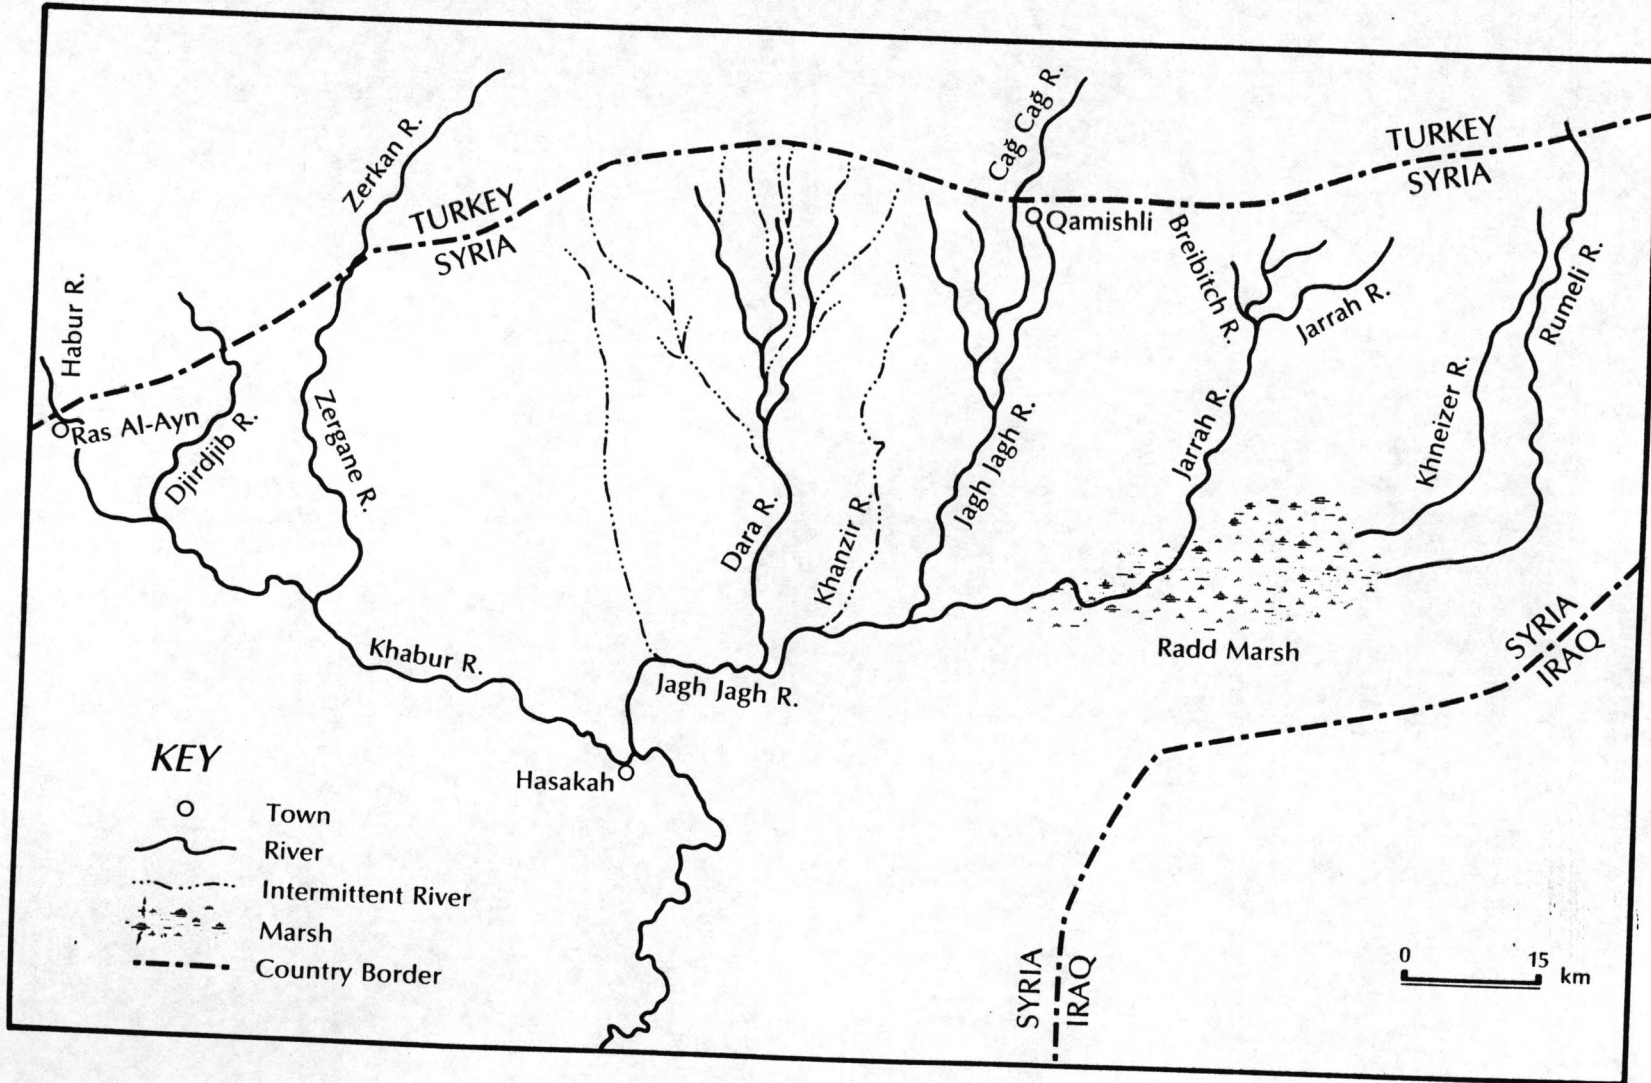 Zerkan R.
Cağ Cağ R.
TURKEY
SYRIA
TURKEY
SYRIA
Qamishli
Habur R.
Breibitch R.
Jarrah R.
Rumeli R.
Ras Al-Ayn
Djirdjib R.
Zergane R.
Khneizer R.
Jarrah R.
Jagh Jagh R.
Dara R.
Khanzir R.
Khabur R.
Jagh Jagh R.
Radd Marsh
SYRIA
IRAQ
Hasakah
KEY
Town
River
Intermittent River
Marsh
Country Border
SYRIA
IRAQ
0 15
km